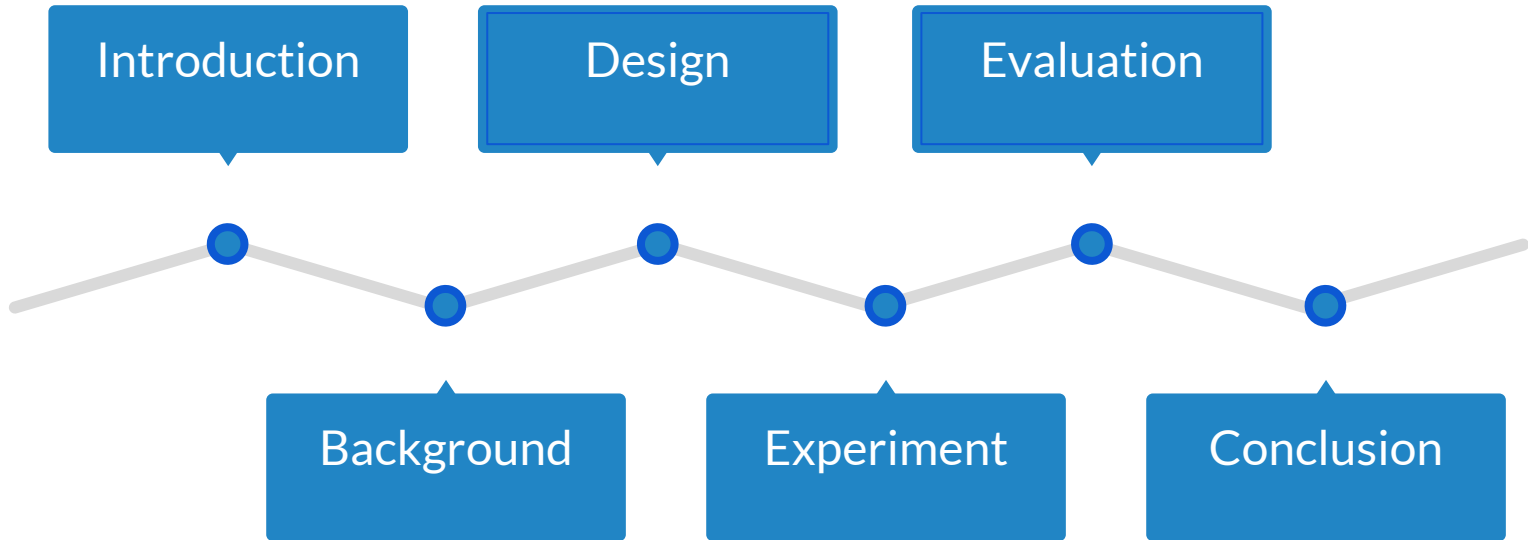 Introduction
Background
Design
Experiment
Evaluation
Conclusion